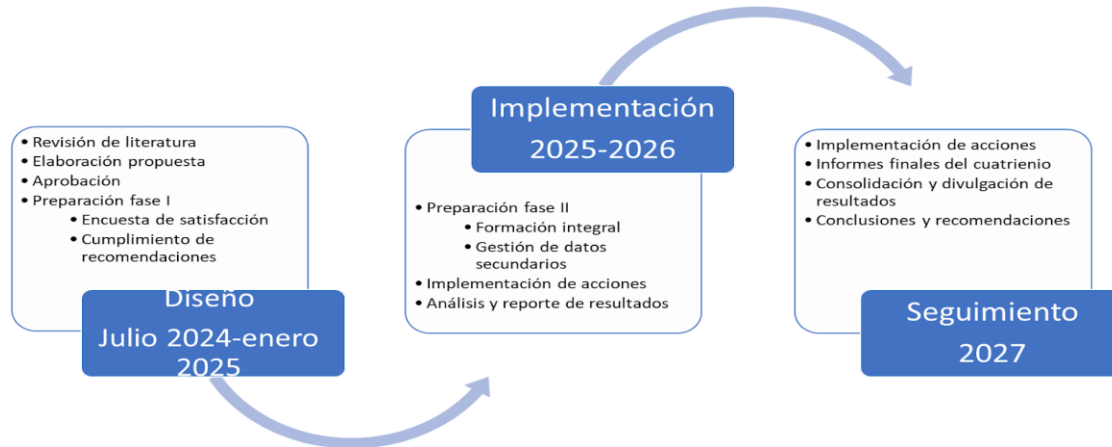 • Revisión de literatura
• Elaboración propuesta
• Aprobación
• Preparación fase I
• Encuesta de satisfacción
• Cumplimiento de
recomendaciones
Diseño
Julio 2024-enero
2025
Implementación
2025-2026
• Preparación fase II
• Formación integral
• Gestión de datos
secundarios
• Implementación de acciones
• Análisis y reporte de resultados
• Implementación de acciones
• Informes finales del cuatrienio
• Consolidación y divulgación de
resultados
• Conclusiones y recomendaciones
Seguimiento
2027